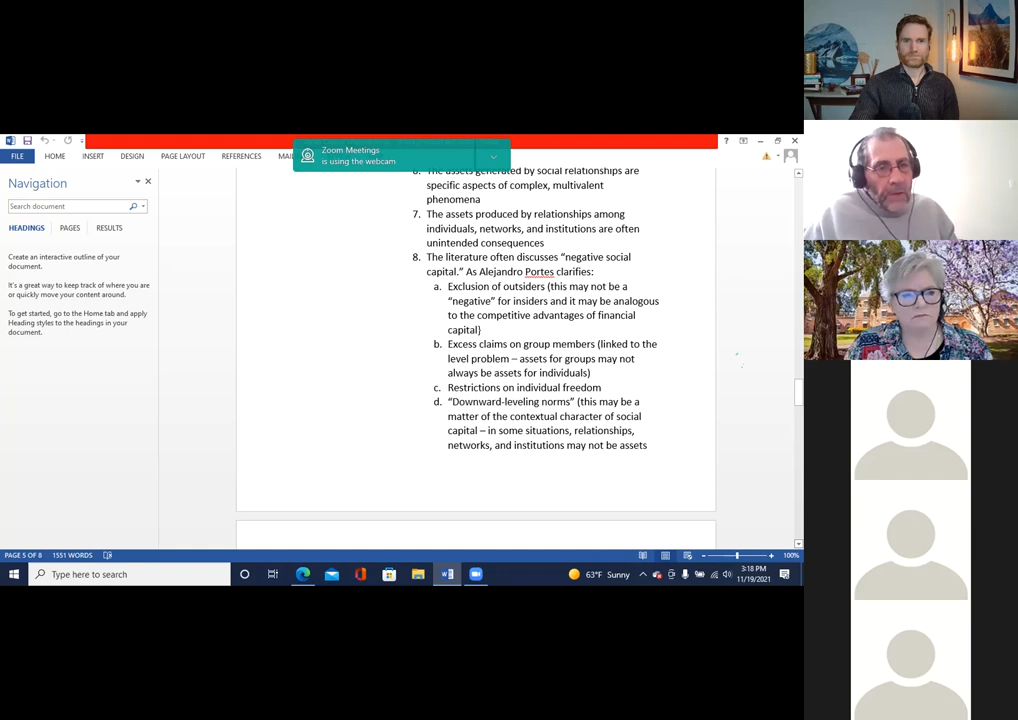 Zoom Meetings
is using the webcam
FILE
HOME
INSERT
DESIGN
PAGE LAYOUT
REFERENCES
Navigation
Search document
HEADINGS
PAGES
RESULTS
Create an interactive outline of your
document.
It's a great way to keep track of where you are
or quickly move your content around.
To get started, go to the Home tab and apply
Heading styles to the headings in your
document.
The assets generated by social relationships are
specific aspects of complex, multivalent
phenomena
7. The assets produced by relationships among
individuals, networks, and institutions are often
unintended consequences
8. The literature often discusses “negative social
capital.” As Alejandro Portes clarifies:
a. Exclusion of outsiders (this may not be a
“negative” for insiders and it may be analogous
to the competitive advantages of financial
capital}
b. Excess claims on group members (linked to the
level problem – assets for groups may not
always be assets for individuals)
c. Restrictions on individual freedom
d. “Downward-leveling norms” (this may be a
matter of the contextual character of social
capital – in some situations, relationships,
networks, and institutions may not be assets
PAGE 5 OF 8 1551 WORDS
100%
Type here to search
63°F Sunny
3:18 PM
11/19/2021